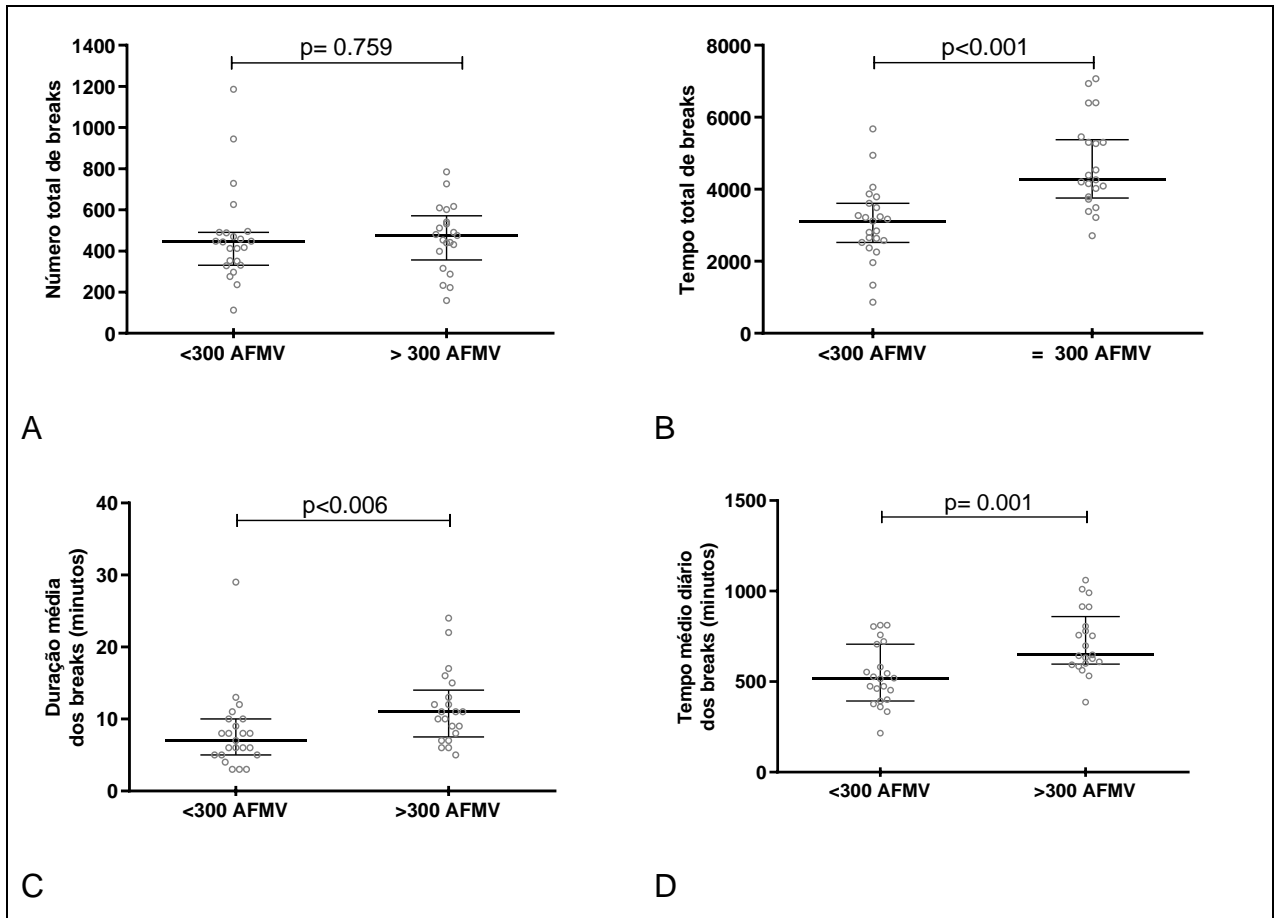 p= 0.759
Número total de breaks
1400
1200
1000
800
600
400
200
0
<300 AFMV
> 300 AFMV
A
p<0.001
Tempo total de breaks
8000
6000
4000
2000
0
<300 AFMV
= 300 AFMV
B
p<0.006
Duração média
dos breaks (minutos)
40
30
20
10
0
<300 AFMV
>300 AFMV
C
p= 0.001
Tempo médio diário
dos breaks (minutos)
1500
1000
500
0
<300 AFMV
>300 AFMV
D